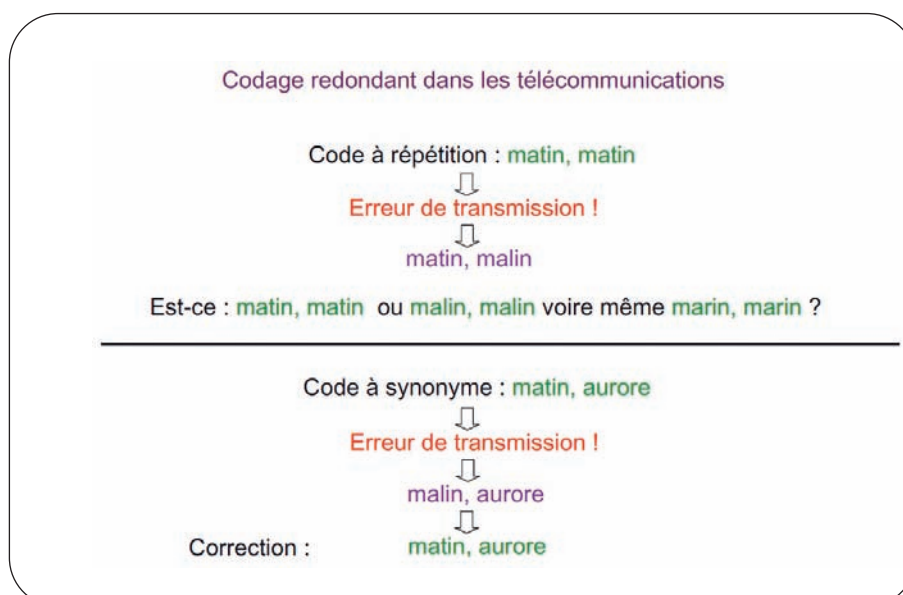 Codage redondant dans les télécommunications
Code à répétition : matin, matin
Erreur de transmission !
matin, malin
Est-ce : matin, matin ou malin, malin voire même marin, marin ?
Code à synonyme : matin, aurore
Erreur de transmission !
malin, aurore
Correction : matin, aurore